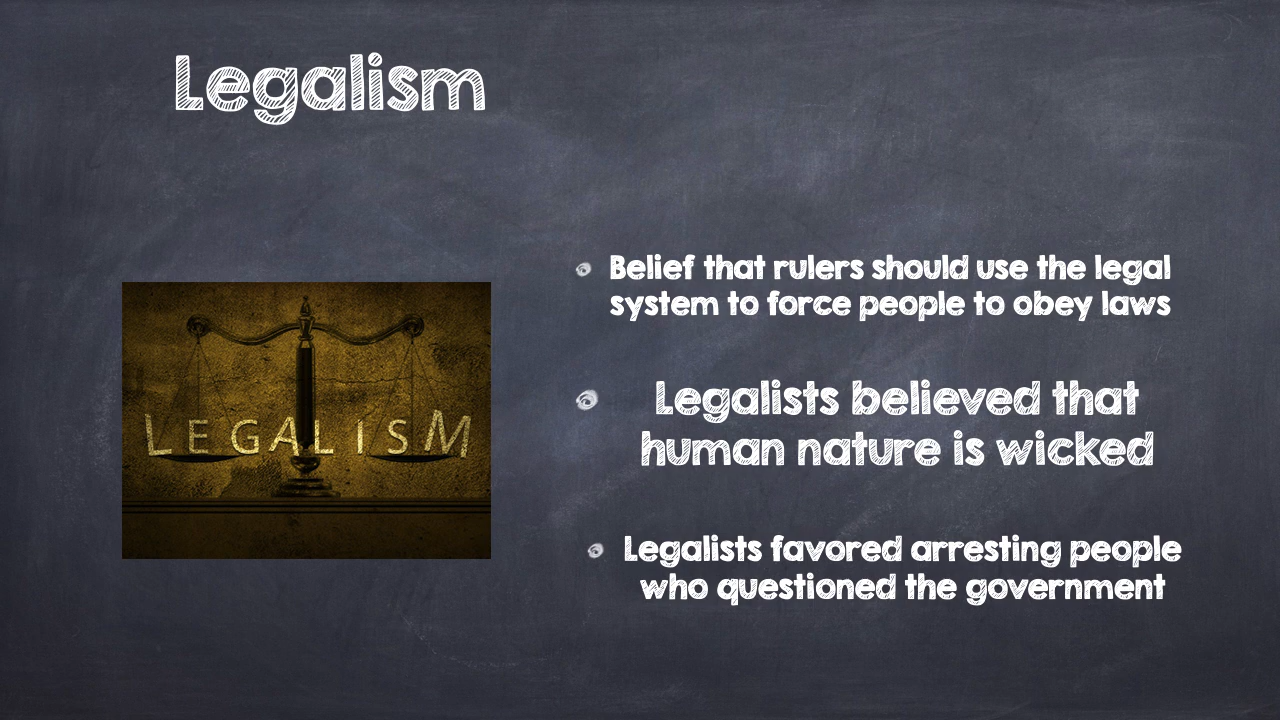 Legalism
LEGALISM
Belief that rulers should use the legal
system to force people to obey laws
Legalists believed that
human nature is wicked
Legalists favored arresting people
who questioned the government